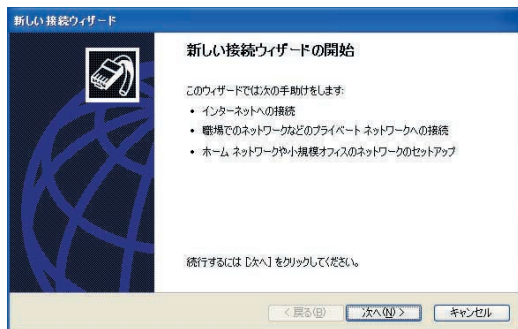 新しい接続ウィザード
新しい接続ウィザードの開始
このウィザードでは次の手助けをします:
• インターネットへの接続
• 職場でのネットワークなどのプライベート ネットワークへの接続
• ホーム ネットワークや小規模オフィスのネットワークのセットアップ
続行するには [次へ] をクリックしてください。
< 戻る(B) 次へ(N) > キャンセル